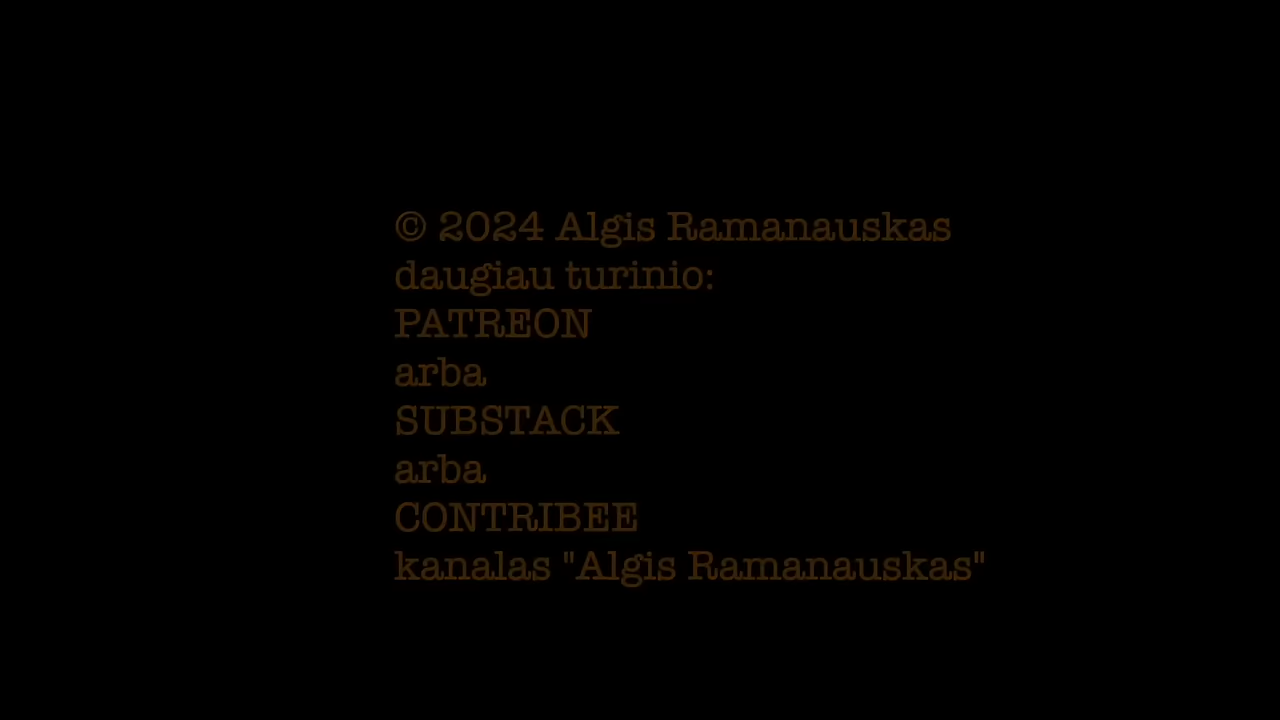 © 2024 Algis Ramanauskas
daugiau turinio:
PATREON
arba
SUBSTACK
arba
CONTRIBEE
kanalas "Algis Ramanauskas"